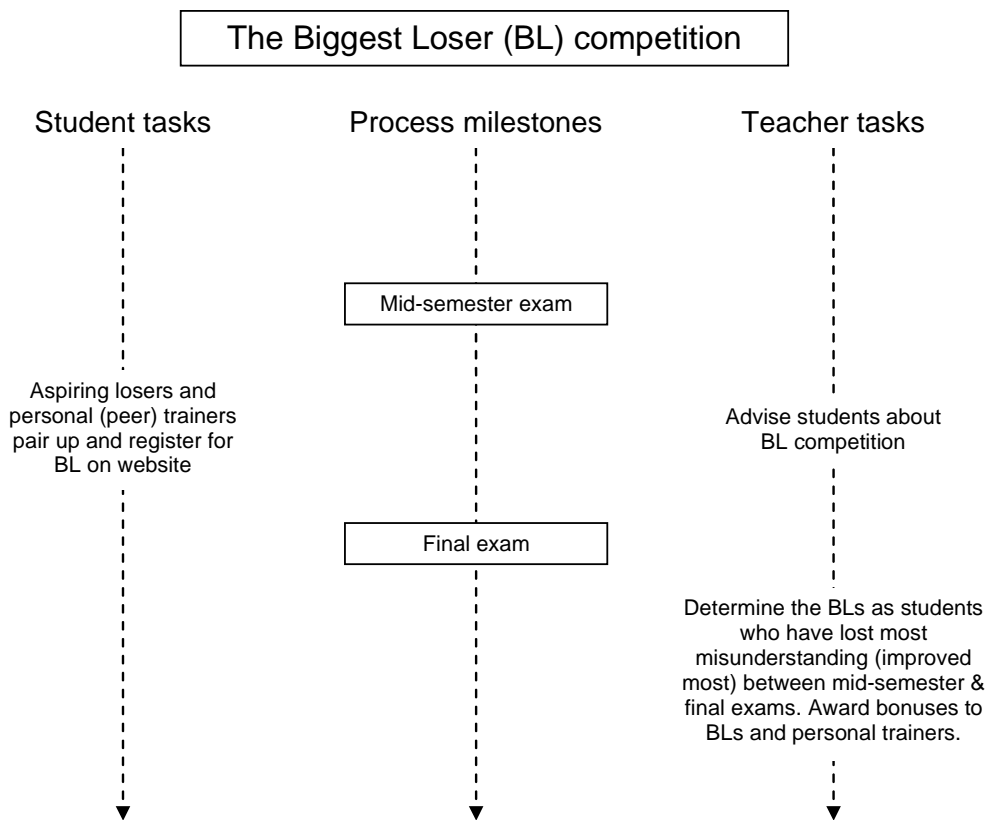 The Biggest Loser (BL) competition
Student tasks
Process milestones
Teacher tasks
Mid-semester exam
Aspiring losers and
personal (peer) trainers
pair up and register for
BL on website
Advise students about
BL competition
Final exam
Determine the BLs as students
who have lost most
misunderstanding (improved
most) between mid-semester &
final exams. Award bonuses to
BLs and personal trainers.